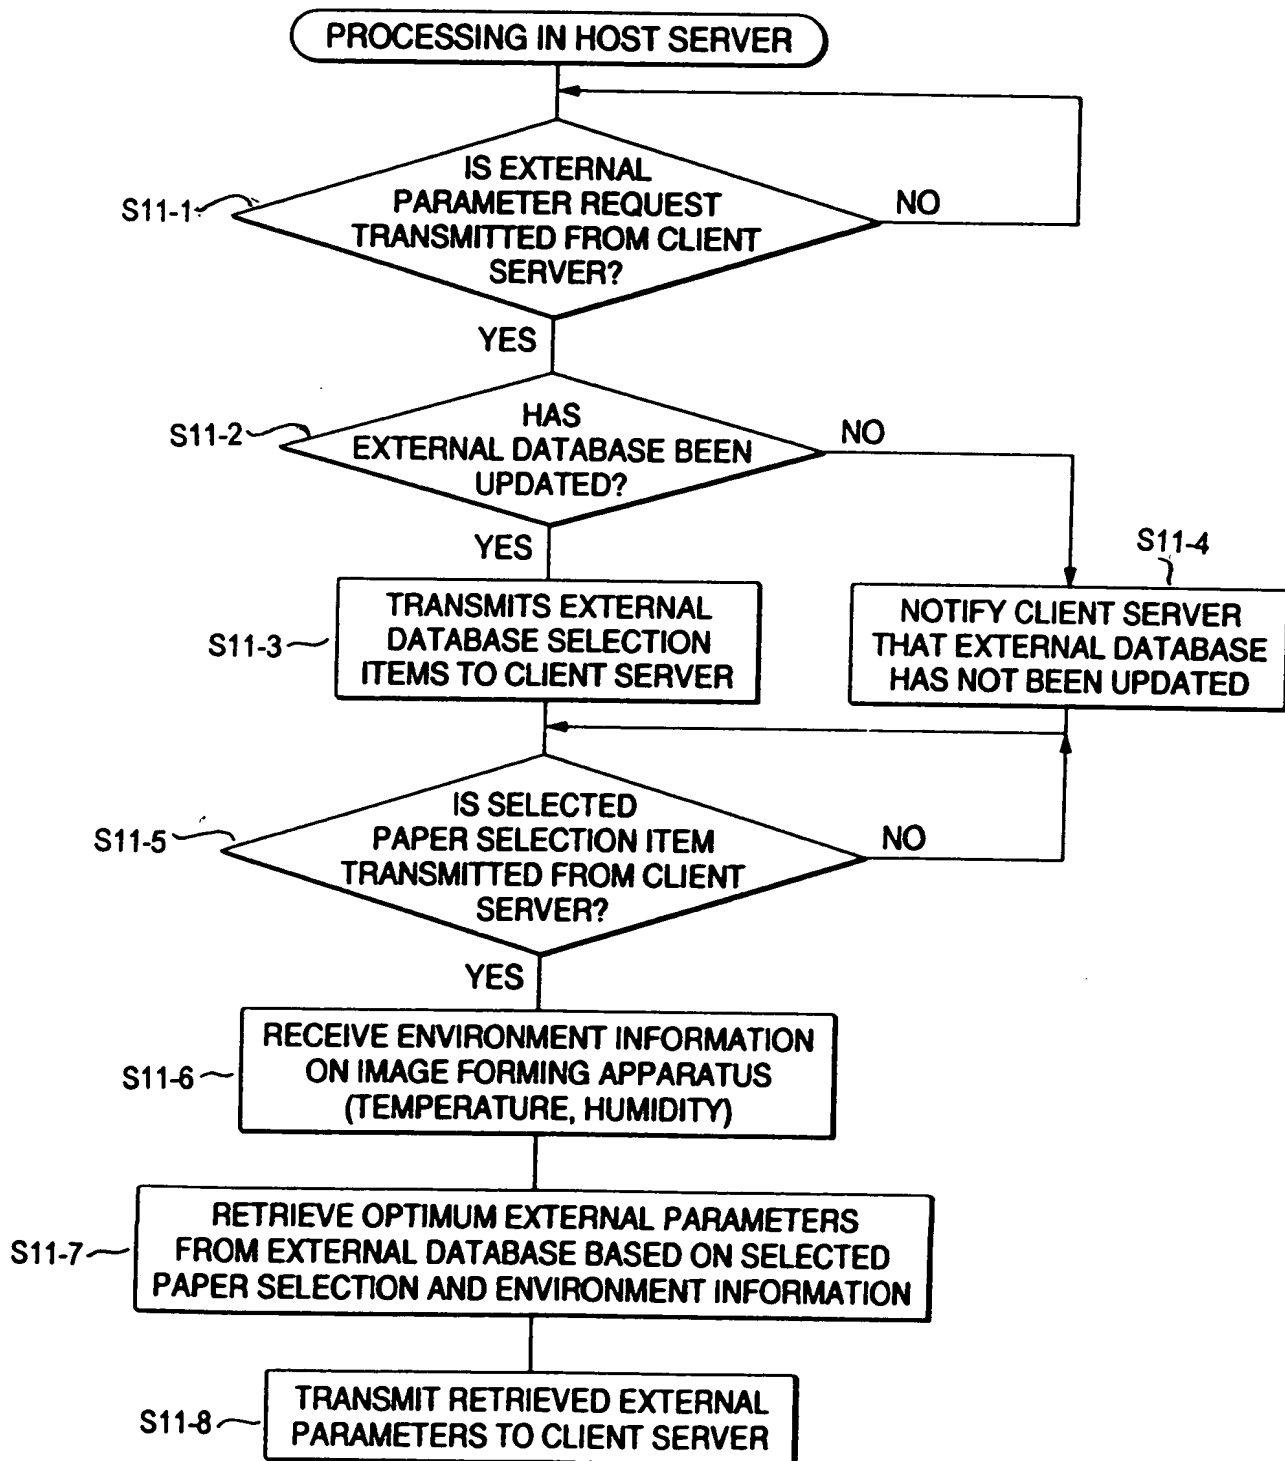 PROCESSING IN HOST SERVER
S11-1
IS EXTERNAL
PARAMETER REQUEST
TRANSMITTED FROM CLIENT
SERVER?
NO
YES
S11-2
HAS
EXTERNAL DATABASE BEEN
UPDATED?
NO
YES
S11-3
TRANSMITS EXTERNAL
DATABASE SELECTION
ITEMS TO CLIENT SERVER
S11-4
NOTIFY CLIENT SERVER
THAT EXTERNAL DATABASE
HAS NOT BEEN UPDATED
S11-5
IS SELECTED
PAPER SELECTION ITEM
TRANSMITTED FROM CLIENT
SERVER?
NO
YES
S11-6
RECEIVE ENVIRONMENT INFORMATION
ON IMAGE FORMING APPARATUS
(TEMPERATURE, HUMIDITY)
S11-7
RETRIEVE OPTIMUM EXTERNAL PARAMETERS
FROM EXTERNAL DATABASE BASED ON SELECTED
PAPER SELECTION AND ENVIRONMENT INFORMATION
S11-8
TRANSMIT RETRIEVED EXTERNAL
PARAMETERS TO CLIENT SERVER